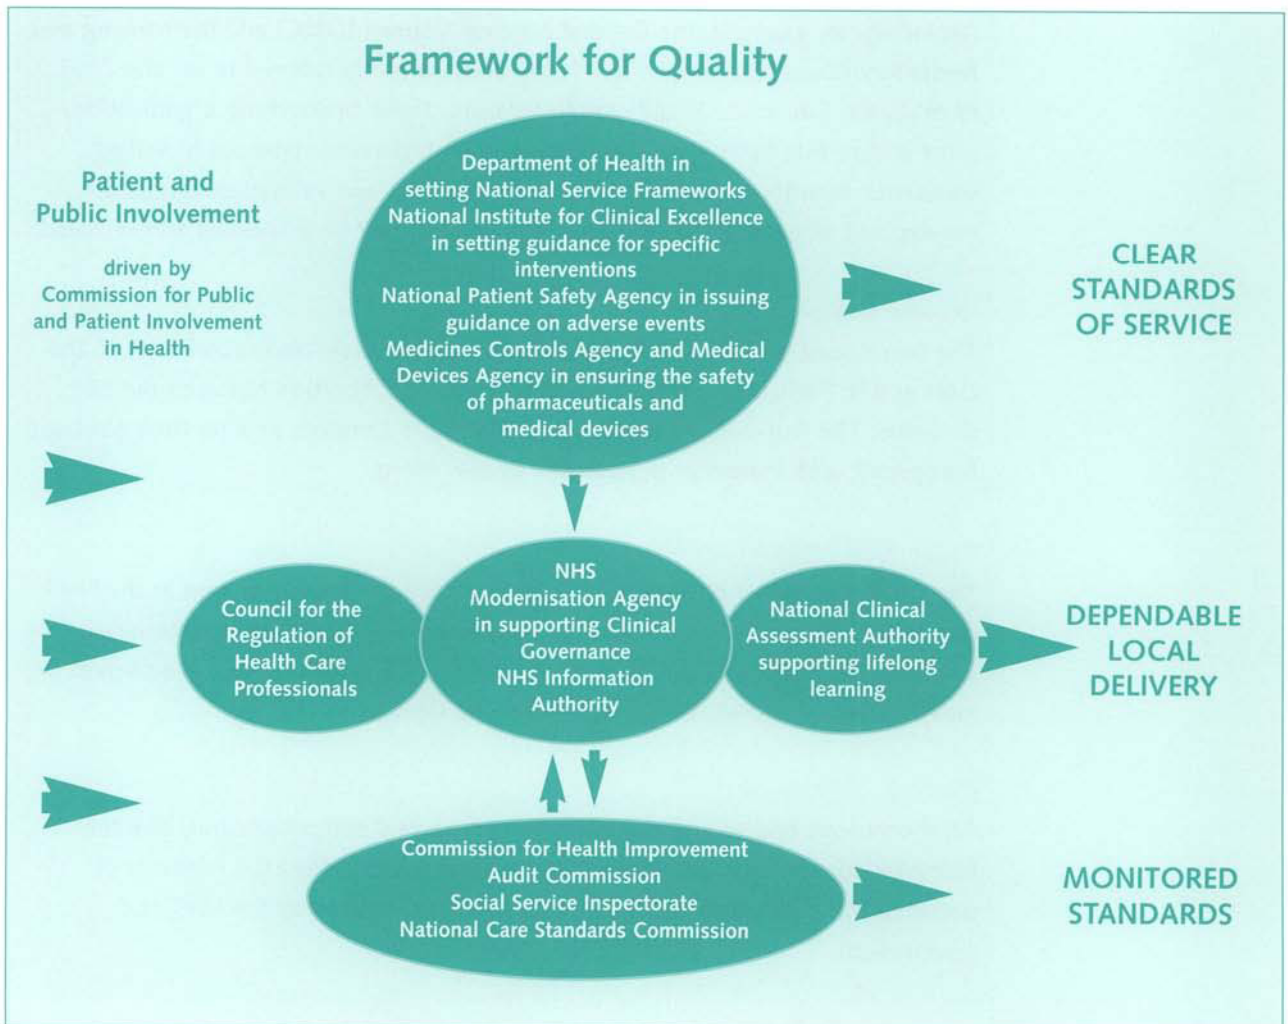 Framework for Quality
Patient and
Public Involvement
driven by
Commission for Public
and Patient Involvement
in Health
Department of Health in
setting National Service Frameworks
National Institute for Clinical Excellence
in setting guidance for specific
interventions
National Patient Safety Agency in issuing
guidance on adverse events
Medicines Controls Agency and Medical
Devices Agency in ensuring the safety
of pharmaceuticals and
medical devices
CLEAR
STANDARDS
OF SERVICE
Council for the
Regulation of
Health Care
Professionals
NHS
Modernisation Agency
in supporting Clinical
Governance
NHS Information
Authority
National Clinical
Assessment Authority
supporting lifelong
learning
DEPENDABLE
LOCAL
DELIVERY
Commission for Health Improvement
Audit Commission
Social Service Inspectorate
National Care Standards Commission
MONITORED
STANDARDS